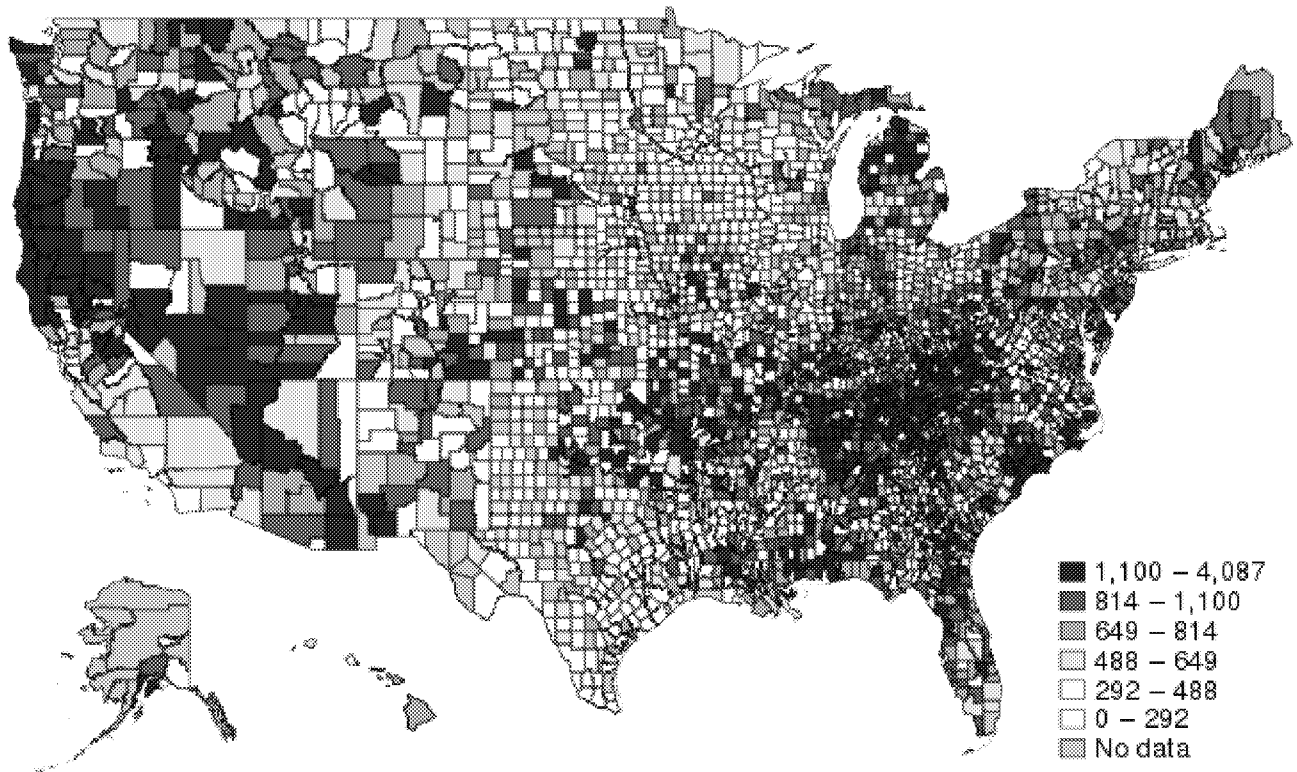 1,100 – 4,087
814 – 1,100
649 – 814
488 – 649
292 – 488
0 – 292
No data